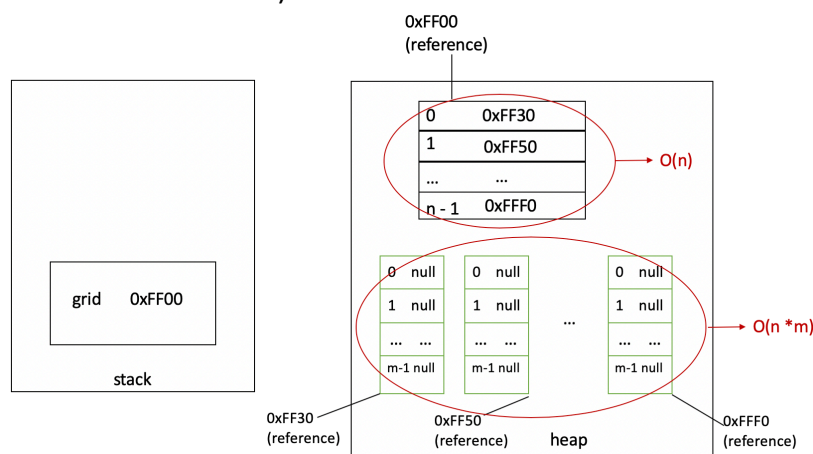 0xFF00
(reference)
0 0xFF30
1 0xFF50
... ...
n - 1 0xFFF0
O(n)
grid 0xFF00
stack
0 null 0 null 0 null
1 null 1 null 1 null
...
... ... ... ... ... ...
m-1 null m-1 null m-1 null
O(n *m)
0xFF30
(reference)
0xFF50
(reference)
0xFFF0
(reference)
heap